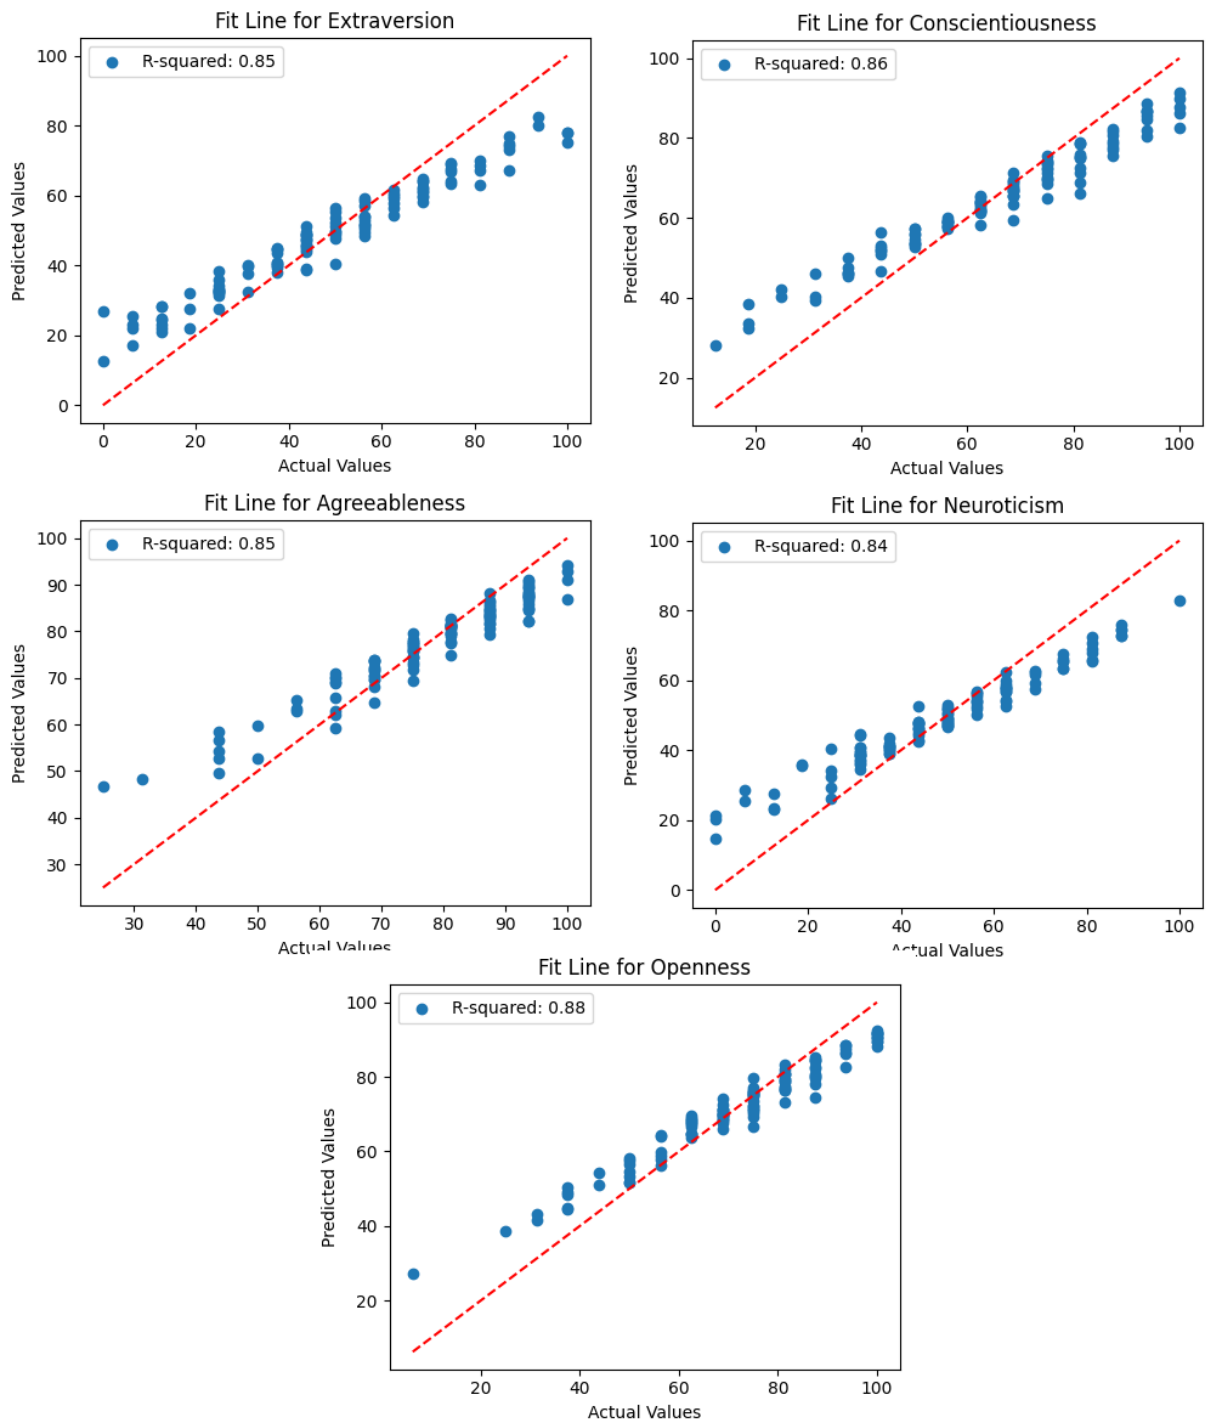 Fit Line for Extraversion
R-squared: 0.85
100
80
60
40
20
0
Predicted Values
0 20 40 60 80 100
Actual Values
Fit Line for Conscientiousness
R-squared: 0.86
100
80
60
40
20
Predicted Values
20 40 60 80 100
Actual Values
Fit Line for Agreeableness
R-squared: 0.85
100
90
80
70
60
50
40
30
Predicted Values
30 40 50 60 70 80 90 100
Actual Values
Fit Line for Neuroticism
R-squared: 0.84
100
80
60
40
20
0
Predicted Values
0 20 40 60 80 100
Actual Values
Fit Line for Openness
R-squared: 0.88
100
80
60
40
20
Predicted Values
20 40 60 80 100
Actual Values